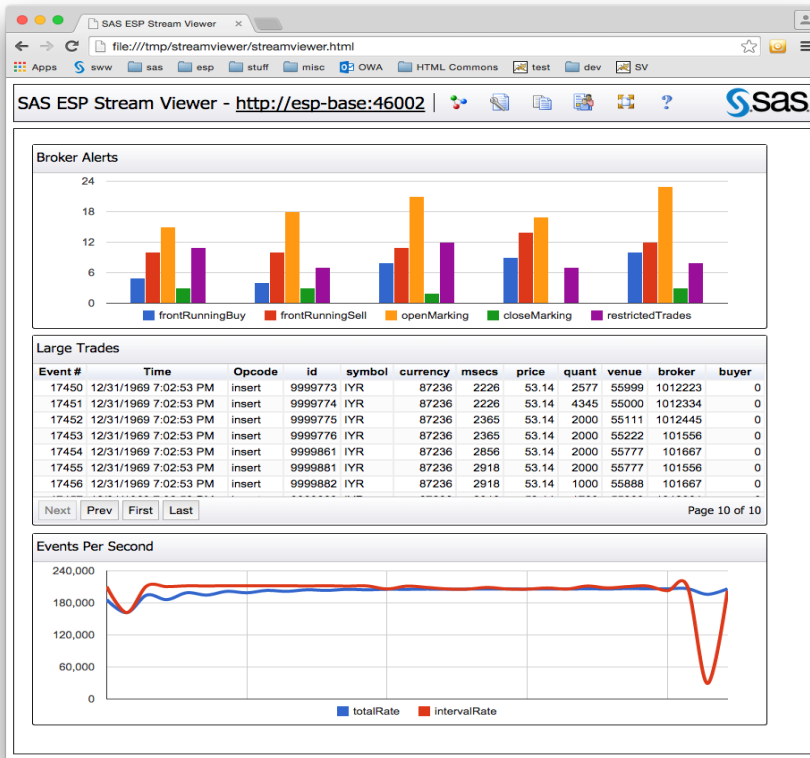 SAS ESP Stream Viewer ×
file:///tmp/streamviewer/streamviewer.html
Apps sww sas esp stuff misc OWA HTML Commons test dev SV
SAS ESP Stream Viewer - http://esp-base:46002 ? sas
Broker Alerts
24
18
12
6
0
frontRunningBuy frontRunningSell openMarking closeMarking restrictedTrades
Large Trades
Event # Time Opcode id symbol currency msecs price quant venue broker buyer
17450 12/31/1969 7:02:53 PM insert 9999773 IYR 87236 2226 53.14 2577 55999 1012223 0
17451 12/31/1969 7:02:53 PM insert 9999774 IYR 87236 2226 53.14 4345 55000 1012334 0
17452 12/31/1969 7:02:53 PM insert 9999775 IYR 87236 2365 53.14 2000 55111 1012445 0
17453 12/31/1969 7:02:53 PM insert 9999776 IYR 87236 2365 53.14 2000 55222 101556 0
17454 12/31/1969 7:02:53 PM insert 9999861 IYR 87236 2856 53.14 2000 55777 101667 0
17455 12/31/1969 7:02:53 PM insert 9999881 IYR 87236 2918 53.14 2000 55777 101556 0
17456 12/31/1969 7:02:53 PM insert 9999882 IYR 87236 2918 53.14 1000 55888 101667 0
Next Prev First Last Page 10 of 10
Events Per Second
240,000
180,000
120,000
60,000
0
totalRate intervalRate